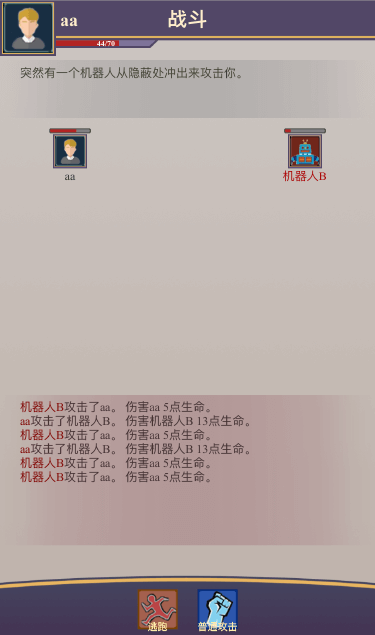 aa
战斗
44/70
突然有一个机器人从隐蔽处冲出来攻击你。
aa
机器人B
机器人B攻击了aa。 伤害aa 5点生命。
aa攻击了机器人B。 伤害机器人B 13点生命。
机器人B攻击了aa。 伤害aa 5点生命。
aa攻击了机器人B。 伤害机器人B 13点生命。
机器人B攻击了aa。 伤害aa 5点生命。
机器人B攻击了aa。 伤害aa 5点生命。
逃跑
普通攻击